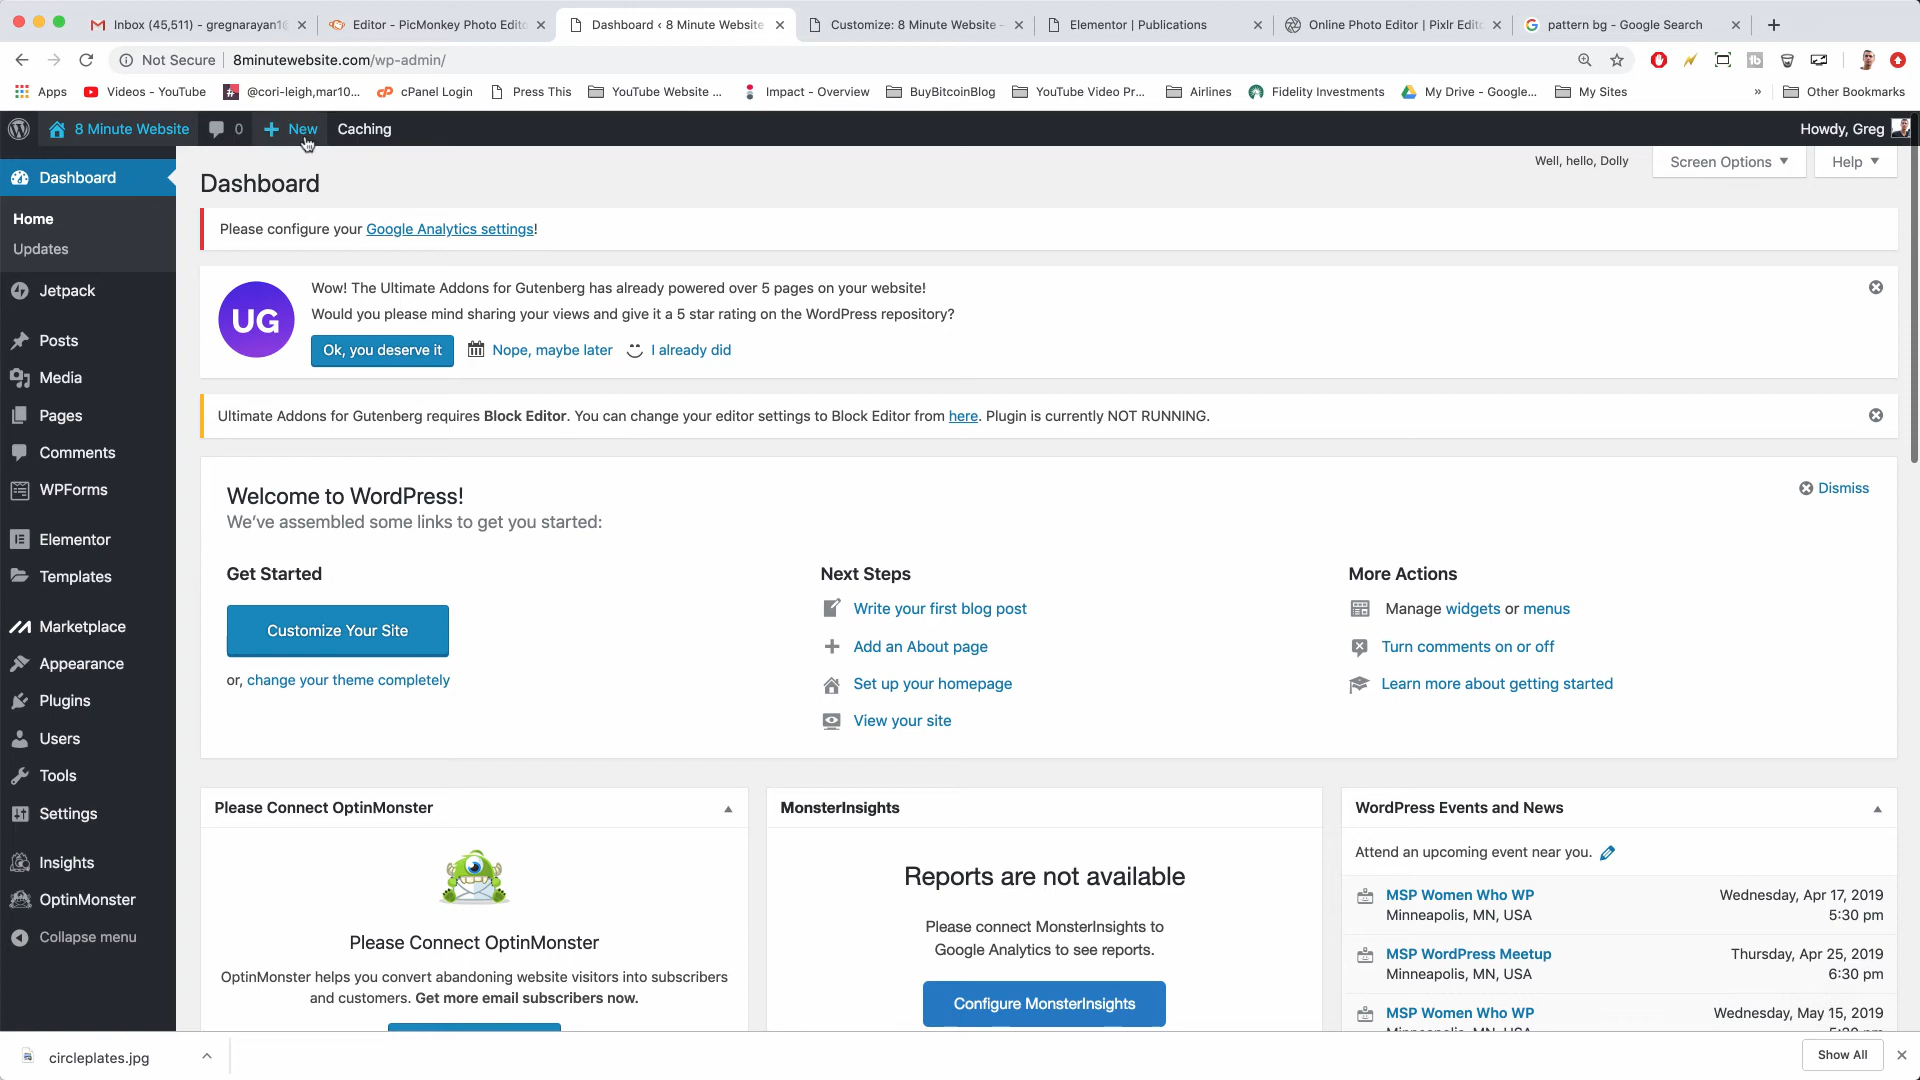 Inbox (45,511) - gregnarayan1@
Editor - PicMonkey Photo Edito
Dashboard ‹ 8 Minute Website
Customize: 8 Minute Website -
Elementor | Publications
Online Photo Editor | Pixlr Edito
pattern bg - Google Search
Not Secure
8minutewebsite.com/wp-admin/
Apps
Videos - YouTube
@cori-leigh,mar10...
cPanel Login
Press This
YouTube Website ...
Impact - Overview
BuyBitcoinBlog
YouTube Video Pr...
Airlines
Fidelity Investments
My Drive - Google...
My Sites
»
Other Bookmarks
8 Minute Website
0
New
Caching
Howdy, Greg
Dashboard
Home
Updates
Jetpack
Posts
Media
Pages
Comments
WPForms
Elementor
Templates
Marketplace
Appearance
Plugins
Users
Tools
Settings
Insights
OptinMonster
Collapse menu
Well, hello, Dolly
Screen Options
Help
Dashboard
Please configure your Google Analytics settings!
UG
Wow! The Ultimate Addons for Gutenberg has already powered over 5 pages on your website!
Would you please mind sharing your views and give it a 5 star rating on the WordPress repository?
Ok, you deserve it
Nope, maybe later
I already did
Ultimate Addons for Gutenberg requires Block Editor. You can change your editor settings to Block Editor from here. Plugin is currently NOT RUNNING.
Welcome to WordPress!
We've assembled some links to get you started:
Dismiss
Get Started
Customize Your Site
or, change your theme completely
Next Steps
Write your first blog post
Add an About page
Set up your homepage
View your site
More Actions
Manage widgets or menus
Turn comments on or off
Learn more about getting started
Please Connect OptinMonster
Please Connect OptinMonster
OptinMonster helps you convert abandoning website visitors into subscribers
and customers. Get more email subscribers now.
MonsterInsights
Reports are not available
Please connect MonsterInsights to
Google Analytics to see reports.
Configure MonsterInsights
WordPress Events and News
Attend an upcoming event near you.
MSP Women Who WP
Minneapolis, MN, USA
Wednesday, Apr 17, 2019
5:30 pm
MSP WordPress Meetup
Minneapolis, MN, USA
Thursday, Apr 25, 2019
6:30 pm
MSP Women Who WP
Wednesday, May 15, 2019
circleplates.jpg
Show All